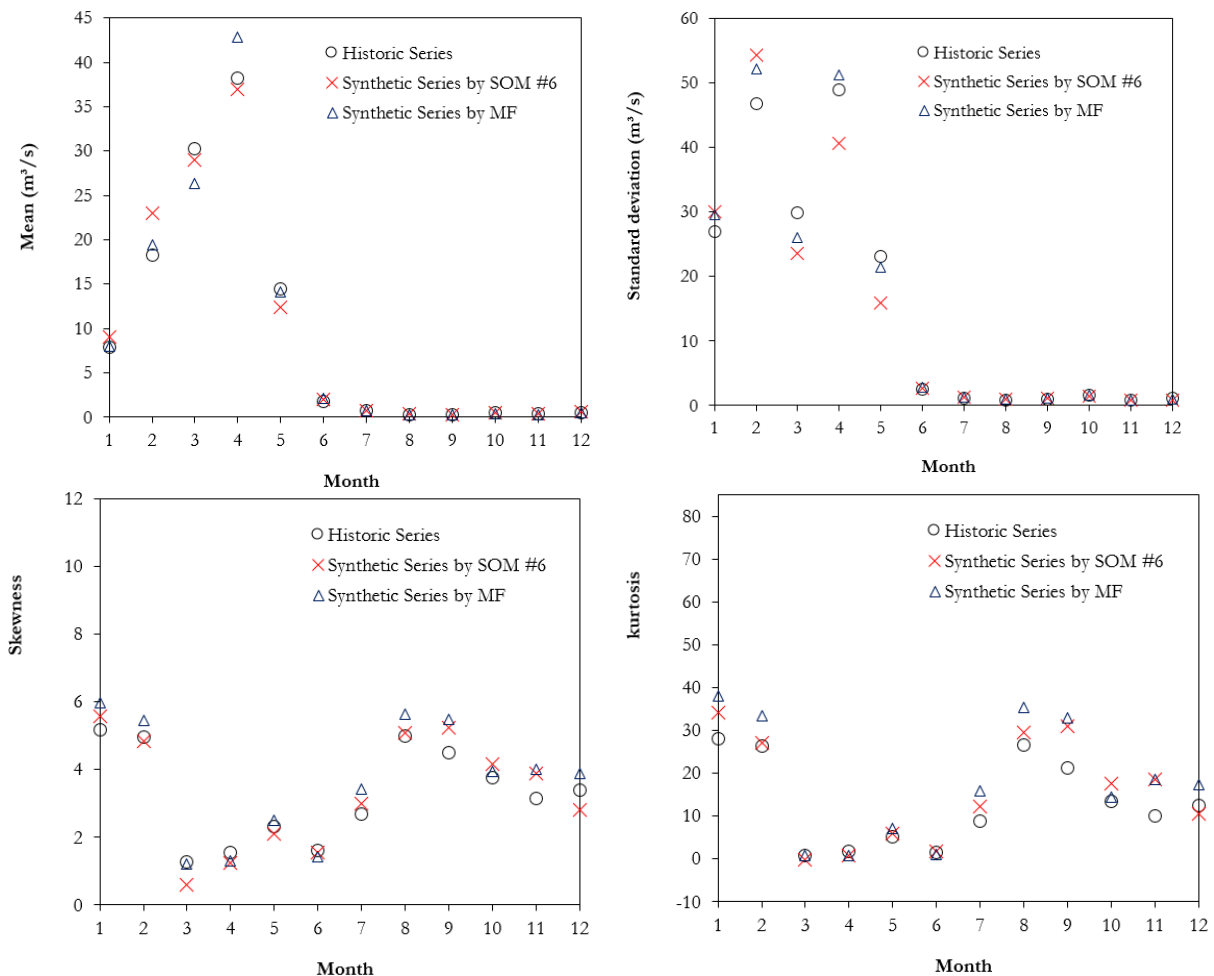 Mean (m³/s)
45
40
35
30
25
20
15
10
5
0
Historic Series
Synthetic Series by SOM #6
Synthetic Series by MF
1 2 3 4 5 6 7 8 9 10 11 12
Month
Standard deviation (m³/s)
60
50
40
30
20
10
0
Historic Series
Synthetic Series by SOM #6
Synthetic Series by MF
1 2 3 4 5 6 7 8 9 10 11 12
Month
Skewness
12
10
8
6
4
2
0
Historic Series
Synthetic Series by SOM #6
Synthetic Series by MF
1 2 3 4 5 6 7 8 9 10 11 12
Month
kurtosis
80
70
60
50
40
30
20
10
0
-10
Historic Series
Synthetic Series by SOM #6
Synthetic Series by MF
1 2 3 4 5 6 7 8 9 10 11 12
Month